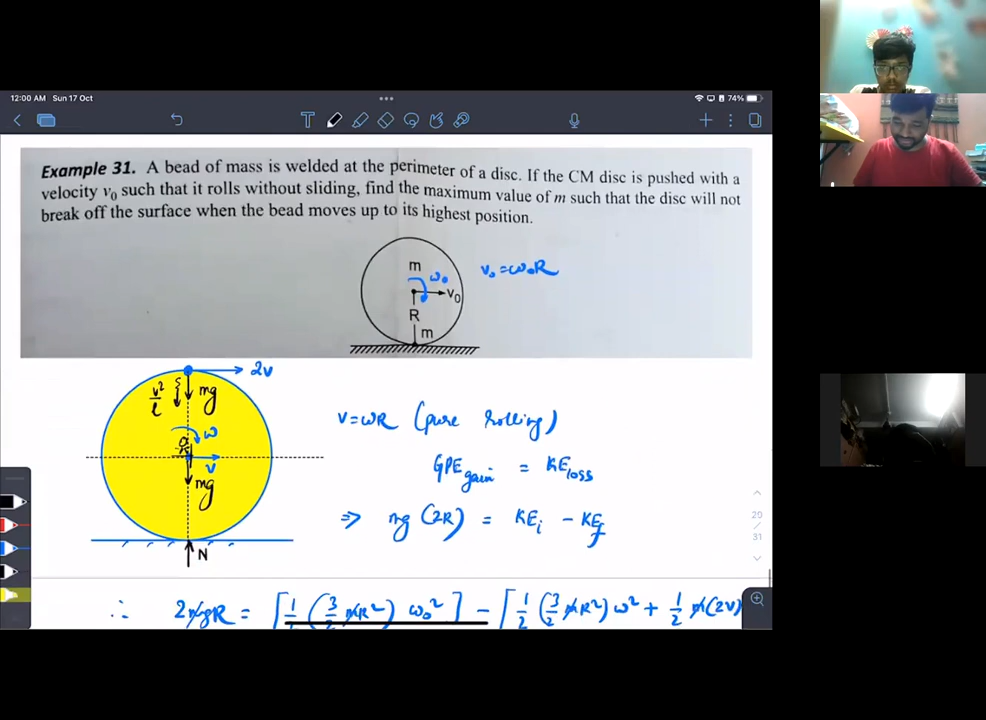 12:00 AM Sun 17 Oct
74%
Example 31. A bead of mass is welded at the perimeter of a disc. If the CM disc is pushed with a
velocity v₀ such that it rolls without sliding, find the maximum value of m such that the disc will not
break off the surface when the bead moves up to its highest position.
m
ω₀
v₀
v₀ = ω₀R
R
m
2v
v²/l
mg
ω
v
mg
N
v = ωR (pure rolling)
GPE gain = KE loss
⇒ mg (2R) = KEᵢ - KE_f
20
/
31
∴ 2mgR = [1/2 (3/2 mR²) ω₀²] - [1/2 (3/2 mR²) ω² + 1/2 m(2v)